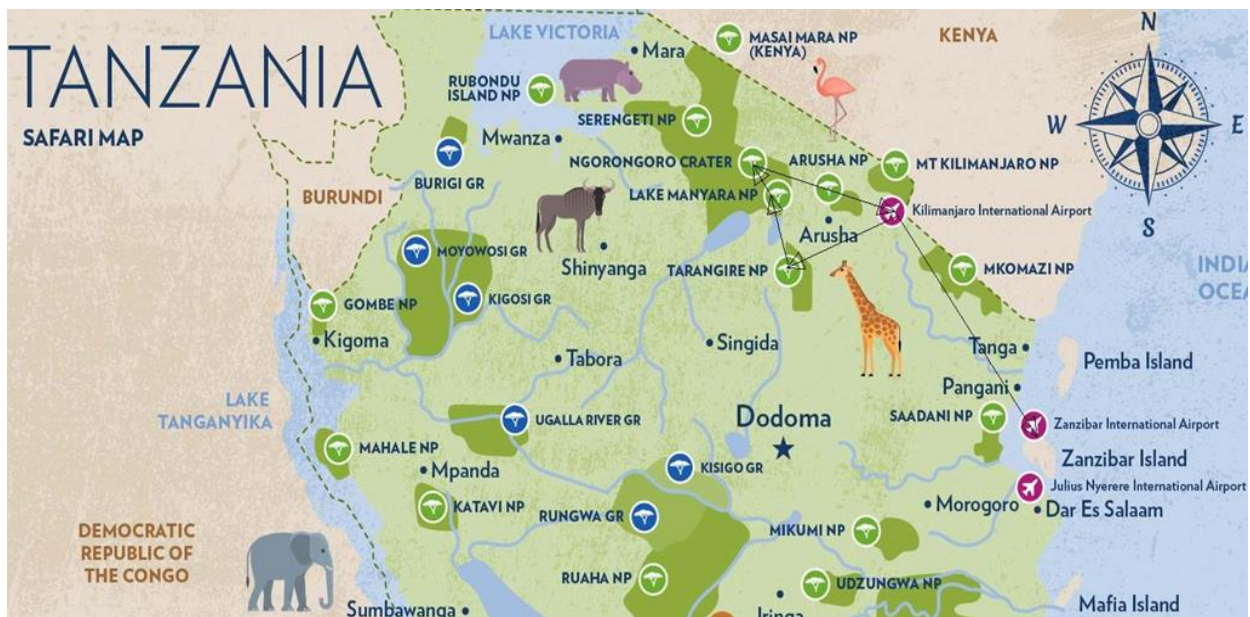 TANZANIA
SAFARI MAP
LAKE VICTORIA
Mara
MASAI MARA NP
(KENYA)
KENYA
N
W
E
S
RUBONDU
ISLAND NP
SERENGETI NP
Mwanza
NGORONGORO CRATER
ARUSHA NP
MT KILIMANJARO NP
BURIGI GR
BURUNDI
LAKE MANYARA NP
Kilimanjaro International Airport
Arusha
MOYOWOSI GR
Shinyanga
TARANGIRE NP
MKOMAZI NP
GOMBE NP
KIGOSI GR
Kigoma
Tabora
Singida
Tanga
Pemba Island
Pangani
LAKE
TANGANYIKA
UGALLA RIVER GR
Dodoma
SAADANI NP
Zanzibar International Airport
MAHALE NP
Mpanda
KISIGO GR
Zanzibar Island
Julius Nyerere International Airport
KATAVI NP
RUNGWA GR
Morogoro
Dar Es Salaam
MIKUMI NP
DEMOCRATIC
REPUBLIC OF
THE CONGO
RUAHA NP
UDZUNGWA NP
Sumbawanga
Iringa
Mafia Island